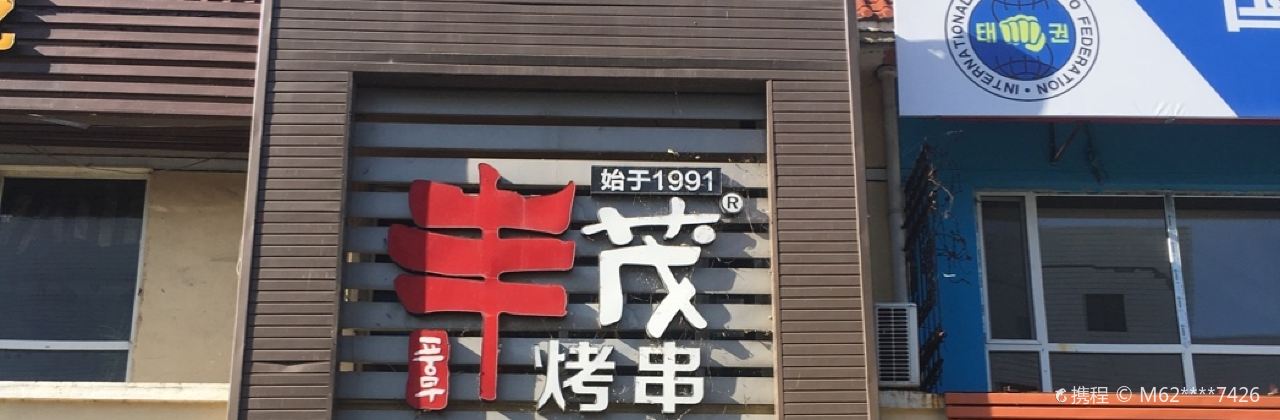 始于1991
丰茂®
烤串
풍무
INTERNATIONAL
O FEDERATION
태권
携程 © M62****7426